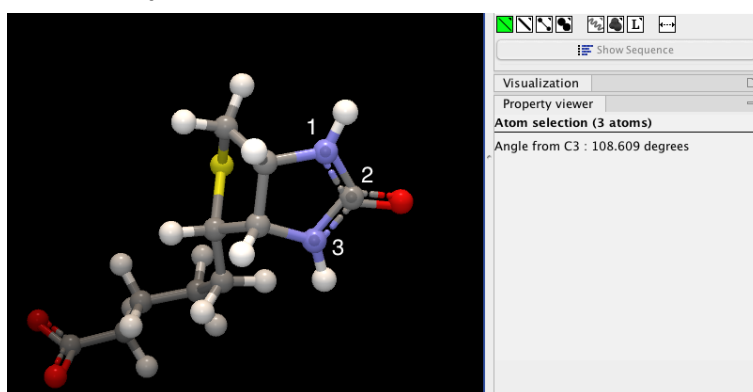 L
Show Sequence
Visualization
Property viewer
Atom selection (3 atoms)
Angle from C3 : 108.609 degrees
1
2
3